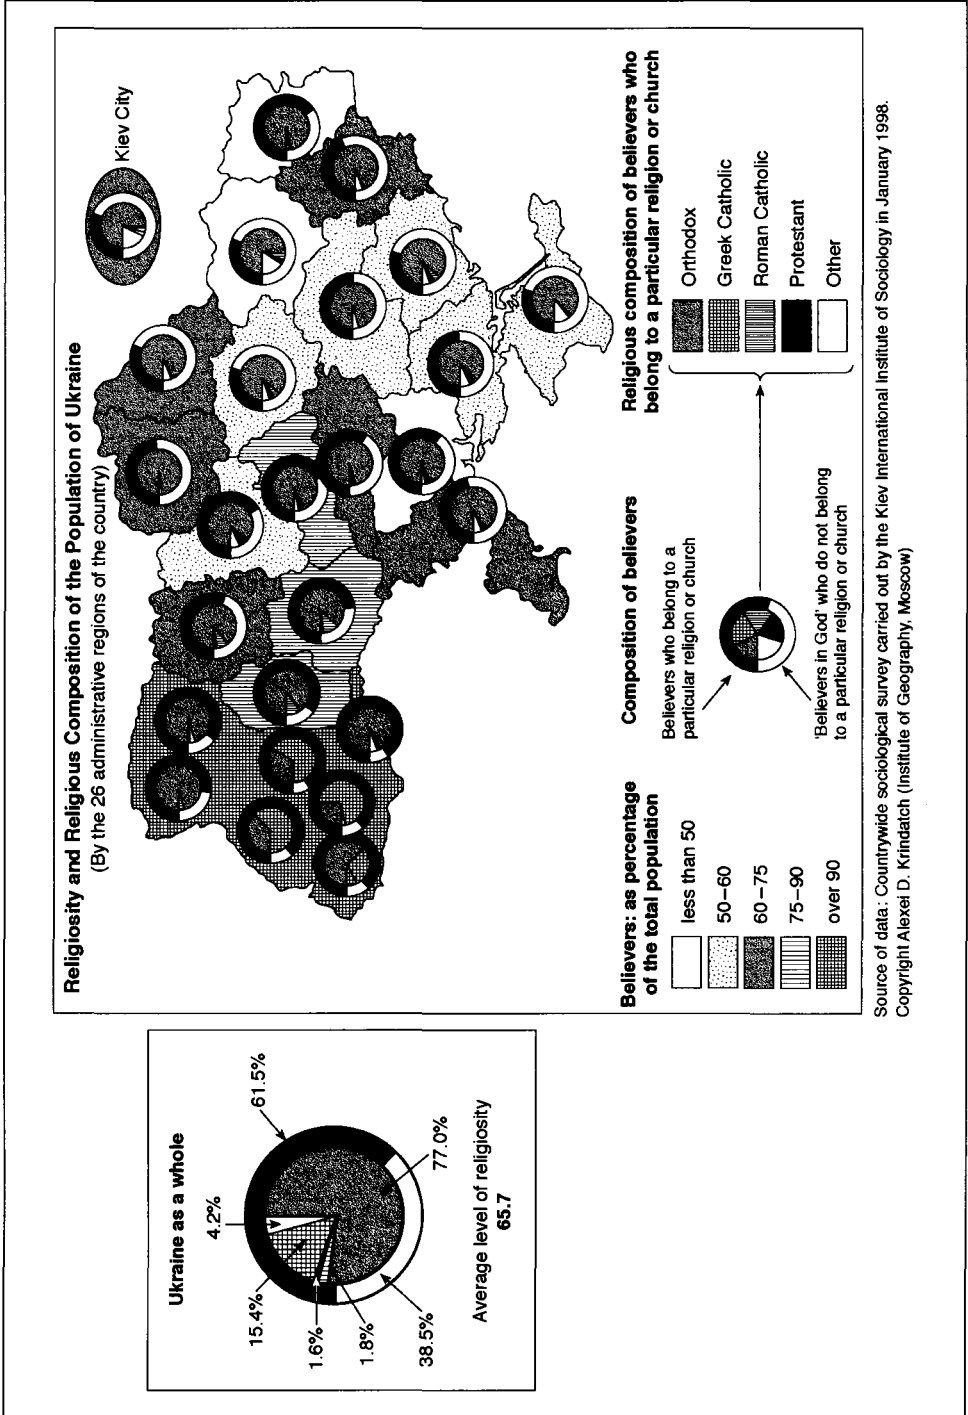 Religiosity and Religious Composition of the Population of Ukraine
(By the 26 administrative regions of the country)
Kiev City
Ukraine as a whole
4.2%
61.5%
15.4%
1.6%
1.8%
38.5%
77.0%
Average level of religiosity
65.7
Believers: as percentage
of the total population
less than 50
50–60
60–75
75–90
over 90
Composition of believers
Believers who belong to a
particular religion or church
'Believers in God' who do not belong
to a particular religion or church
Religious composition of believers who
belong to a particular religion or church
Orthodox
Greek Catholic
Roman Catholic
Protestant
Other
Source of data: Countrywide sociological survey carried out by the Kiev International Institute of Sociology in January 1998.
Copyright Alexei D. Krindatch (Institute of Geography, Moscow)